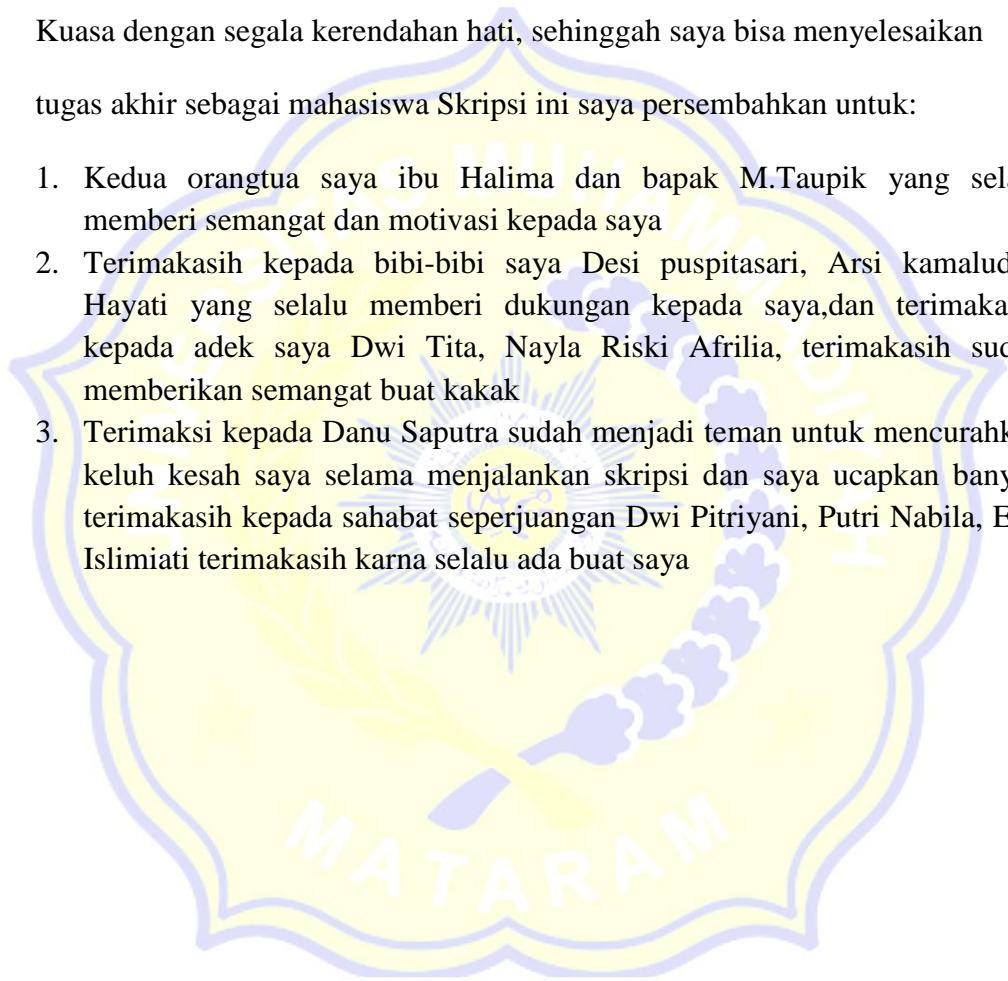 Kuasa dengan segala kerendahan hati, sehinggah saya bisa menyelesaikan
tugas akhir sebagai mahasiswa Skripsi ini saya persembahkan untuk:
1. Kedua orangtua saya ibu Halima dan bapak M.Taupik yang
memberi semangat dan motivasi kepada saya
2. Terimakasih kepada bibi-bibi saya Desi puspitasari, Arsi
Hayati yang selalu memberi dukungan kepada saya,dan
kepada adek saya Dwi Tita, Nayla Riski Afrilia, terimakasih
memberikan semangat buat kakak
3. Terimaksi kepada Danu Saputra sudah menjadi teman untuk
keluh kesah saya selama menjalankan skripsi dan saya ucapkan
terimakasih kepada sahabat seperjuangan Dwi Pitriyani, Putri Nabila,
Islimiati terimakasih karna selalu ada buat saya
UNIVERSITAS MUHAMMADIYAH
MATARAM